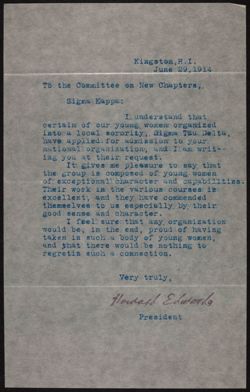 Kingston,R.I.
June 29,1914
To the Committee on New Chapters,
Sigma Kappa:
I understand that
certain of our young women organized
into a local sorority, Sigma Tau Delta,
have applied for admission to your
national organization, and I am writ-
ing you at their request.
It gives me pleasure to say that
the group is composed of young women
of exceptional character and capabilities.
Their work in the various courses is
excellent, and they have commended
themselves to us especially by their
good sense and character.
I feel sure that any organization
would be, in the end, proud of having
taken in such a body of young women,
and that there would be nothing to
regretin such a connection.
Very truly,
Howard Edwards
President